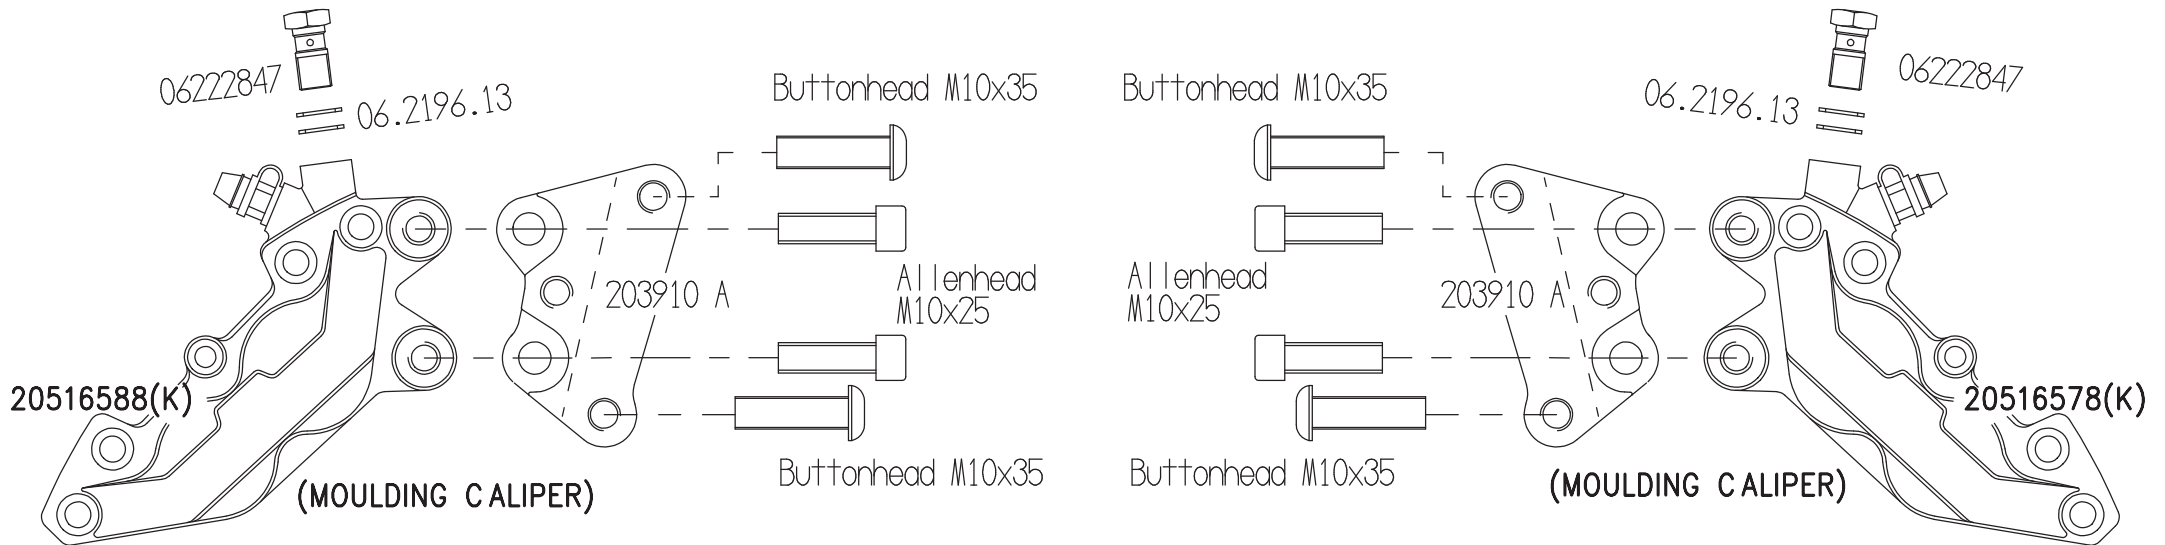 06222847
06.2196.13
Buttonhead M10x35
Allenhead
M10x25
203910 A
20516588(K)
(MOULDING CALIPER)
Buttonhead M10x35
Buttonhead M10x35
06.2196.13
06222847
Allenhead
M10x25
203910 A
20516578(K)
Buttonhead M10x35
(MOULDING CALIPER)